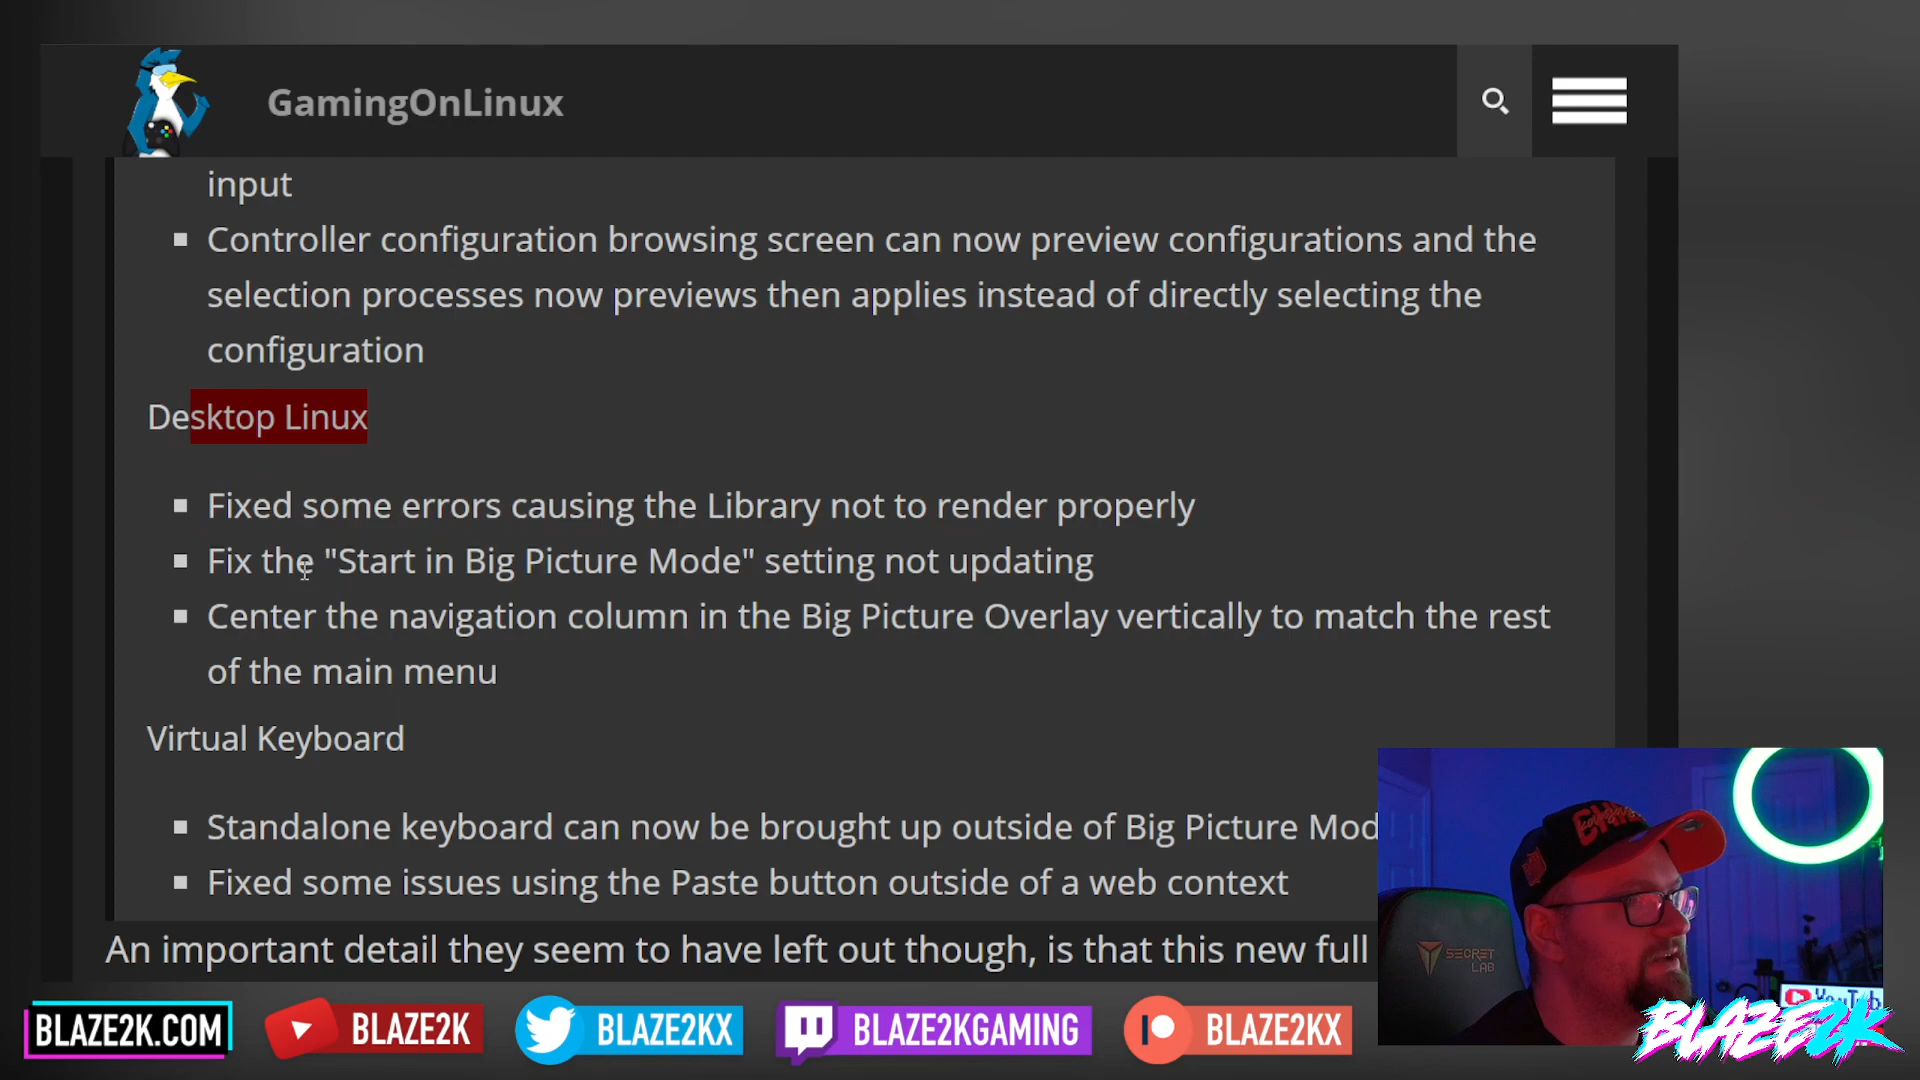 GamingOnLinux
input
Controller configuration browsing screen can now preview configurations and the
selection processes now previews then applies instead of directly selecting the
configuration
Desktop Linux
Fixed some errors causing the Library not to render properly
Fix the "Start in Big Picture Mode" setting not updating
Center the navigation column in the Big Picture Overlay vertically to match the rest
of the main menu
Virtual Keyboard
Standalone keyboard can now be brought up outside of Big Picture Mod
Fixed some issues using the Paste button outside of a web context
An important detail they seem to have left out though, is that this new full
SECRET
LAB
YouTub
BLAZE2K.COM
BLAZE2K
BLAZE2KX
BLAZE2KGAMING
BLAZE2KX
BLAZE2K